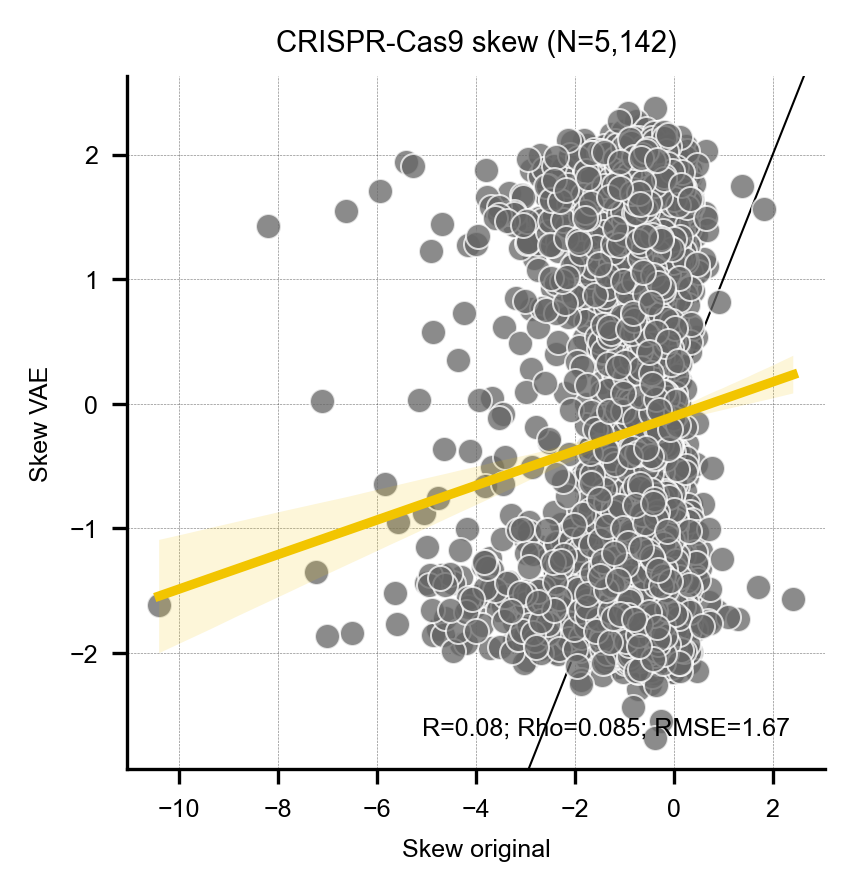 CRISPR-Cas9 skew (N=5,142)
Skew VAE
2
1
0
−1
−2
R=0.08; Rho=0.085; RMSE=1.67
−10 −8 −6 −4 −2 0 2
Skew original